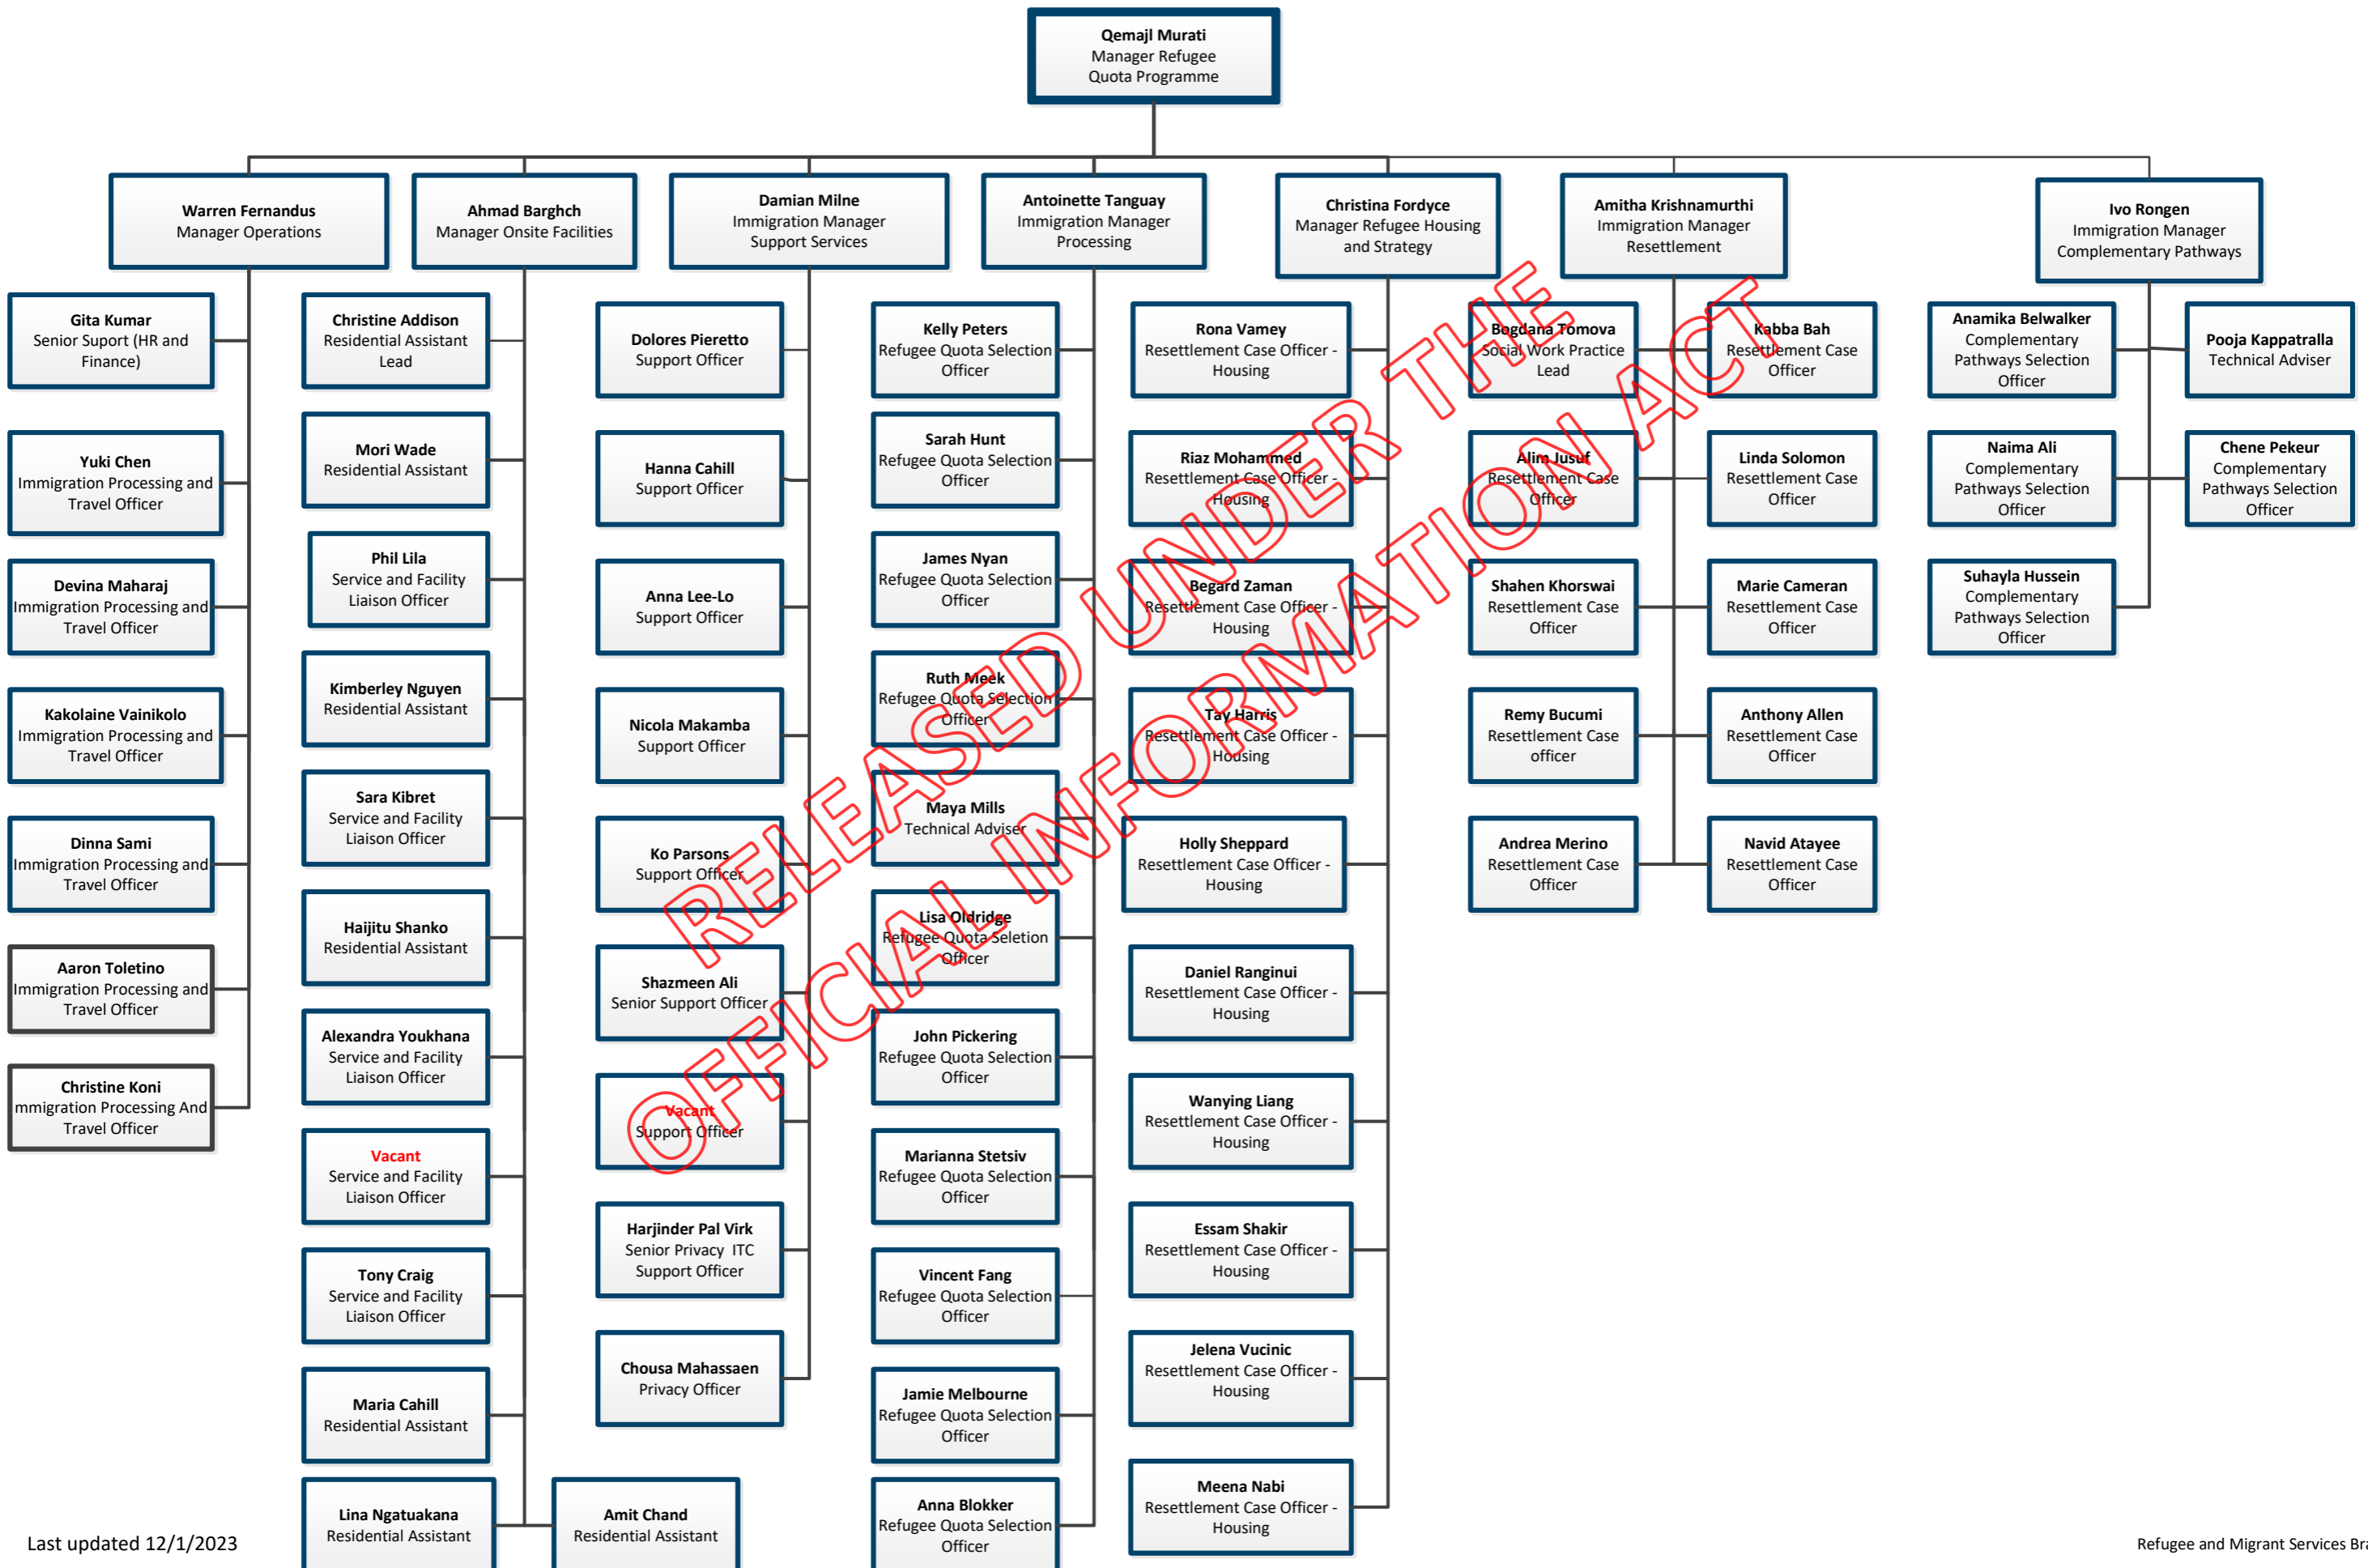 Qemajl Murati
Manager Refugee
Quota Programme
Warren Fernandus
Manager Operations
Ahmad Barghch
Manager Onsite Facilities
Damian Milne
Immigration Manager
Support Services
Antoinette Tanguay
Immigration Manager
Processing
Christina Fordyce
Manager Refugee Housing
and Strategy
Amitha Krishnamurthi
Immigration Manager
Resettlement
Ivo Rongen
Immigration Manager
Complementary Pathways
Gita Kumar
Senior Suport (HR and
Finance)
Yuki Chen
Immigration Processing and
Travel Officer
Devina Maharaj
Immigration Processing and
Travel Officer
Kakolaine Vainikolo
Immigration Processing and
Travel Officer
Dinna Sami
Immigration Processing and
Travel Officer
Aaron Toletino
Immigration Processing and
Travel Officer
Christine Koni
mmigration Processing And
Travel Officer
Christine Addison
Residential Assistant
Lead
Mori Wade
Residential Assistant
Phil Lila
Service and Facility
Liaison Officer
Kimberley Nguyen
Residential Assistant
Sara Kibret
Service and Facility
Liaison Officer
Haijitu Shanko
Residential Assistant
Alexandra Youkhana
Service and Facility
Liaison Officer
Vacant
Service and Facility
Liaison Officer
Tony Craig
Service and Facility
Liaison Officer
Maria Cahill
Residential Assistant
Lina Ngatuakana
Residential Assistant
Amit Chand
Residential Assistant
Dolores Pieretto
Support Officer
Hanna Cahill
Support Officer
Anna Lee-Lo
Support Officer
Nicola Makamba
Support Officer
Ko Parsons
Support Officer
Shazmeen Ali
Senior Support Officer
Vacant
Support Officer
Harjinder Pal Virk
Senior Privacy ITC
Support Officer
Chousa Mahassaen
Privacy Officer
Kelly Peters
Refugee Quota Selection
Officer
Sarah Hunt
Refugee Quota Selection
Officer
James Nyan
Refugee Quota Selection
Officer
Ruth Meek
Refugee Quota Selection
Officer
Maya Mills
Technical Adviser
Lisa Oldridge
Refugee Quota Seletion
Officer
John Pickering
Refugee Quota Selection
Officer
Marianna Stetsiv
Refugee Quota Selection
Officer
Vincent Fang
Refugee Quota Selection
Officer
Jamie Melbourne
Refugee Quota Selection
Officer
Anna Blokker
Refugee Quota Selection
Officer
Rona Vamey
Resettlement Case Officer -
Housing
Riaz Mohammed
Resettlement Case Officer -
Housing
Begard Zaman
Resettlement Case Officer -
Housing
Tay Harris
Resettlement Case Officer -
Housing
Holly Sheppard
Resettlement Case Officer -
Housing
Daniel Ranginui
Resettlement Case Officer -
Housing
Wanying Liang
Resettlement Case Officer -
Housing
Essam Shakir
Resettlement Case Officer -
Housing
Jelena Vucinic
Resettlement Case Officer -
Housing
Meena Nabi
Resettlement Case Officer -
Housing
Bogdana Tomova
Social Work Practice
Lead
Alim Jusuf
Resettlement Case
Officer
Shahen Khorswai
Resettlement Case
Officer
Remy Bucumi
Resettlement Case
officer
Andrea Merino
Resettlement Case
Officer
Kabba Bah
Resettlement Case
Officer
Linda Solomon
Resettlement Case
Officer
Marie Cameran
Resettlement Case
Officer
Anthony Allen
Resettlement Case
Officer
Navid Atayee
Resettlement Case
Officer
Anamika Belwalker
Complementary
Pathways Selection
Officer
Naima Ali
Complementary
Pathways Selection
Officer
Suhayla Hussein
Complementary
Pathways Selection
Officer
Pooja Kappatralla
Technical Adviser
Chene Pekeur
Complementary
Pathways Selection
Officer
RELEASED UNDER THE
OFFICIAL INFORMATION ACT
Last updated 12/1/2023
Refugee and Migrant Services Bra